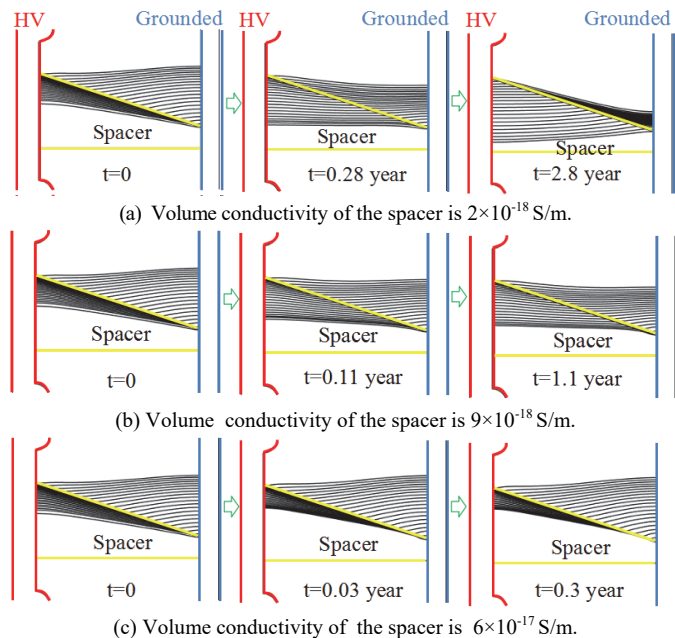 HV Grounded HV Grounded HV Grounded
Spacer Spacer Spacer
t=0 t=0.28 year t=2.8 year
(a) Volume conductivity of the spacer is 2×10⁻¹⁸ S/m.
Spacer Spacer Spacer
t=0 t=0.11 year t=1.1 year
(b) Volume conductivity of the spacer is 9×10⁻¹⁸ S/m.
Spacer Spacer Spacer
t=0 t=0.03 year t=0.3 year
(c) Volume conductivity of the spacer is 6×10⁻¹⁷ S/m.